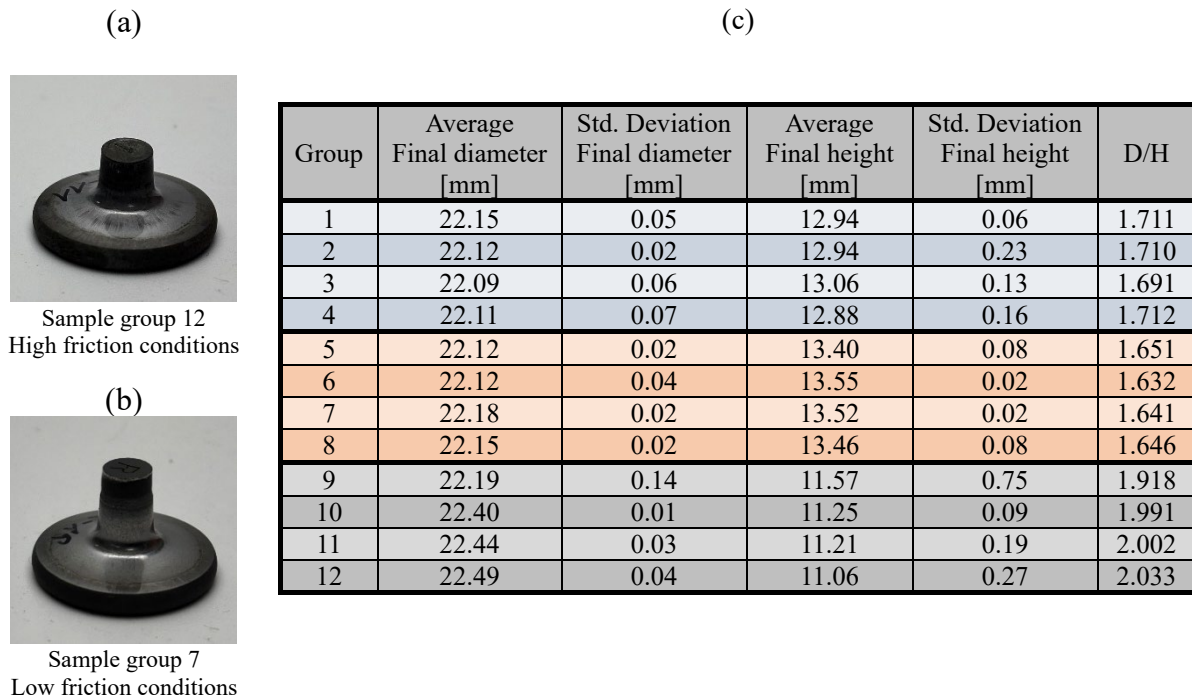 (a)
Sample group 12
High friction conditions
(b)
Sample group 7
Low friction conditions
(c)
Group Average Final diameter [mm] Std. Deviation Final diameter [mm] Average Final height [mm] Std. Deviation Final height [mm] D/H
1 22.15 0.05 12.94 0.06 1.711
2 22.12 0.02 12.94 0.23 1.710
3 22.09 0.06 13.06 0.13 1.691
4 22.11 0.07 12.88 0.16 1.712
5 22.12 0.02 13.40 0.08 1.651
6 22.12 0.04 13.55 0.02 1.632
7 22.18 0.02 13.52 0.02 1.641
8 22.15 0.02 13.46 0.08 1.646
9 22.19 0.14 11.57 0.75 1.918
10 22.40 0.01 11.25 0.09 1.991
11 22.44 0.03 11.21 0.19 2.002
12 22.49 0.04 11.06 0.27 2.033